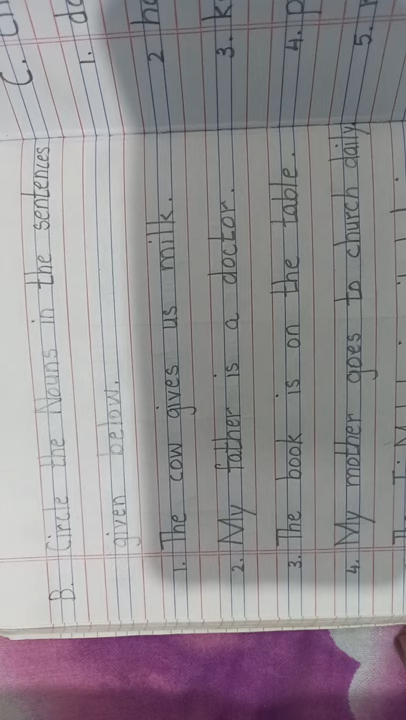 B. Circle the Nouns in the sentences
given below.
1. The cow gives us milk.
2. My father is a doctor.
3. The book is on the table.
4. My mother goes to church daily.
C.
1. do
2
3. k
4. p
5.